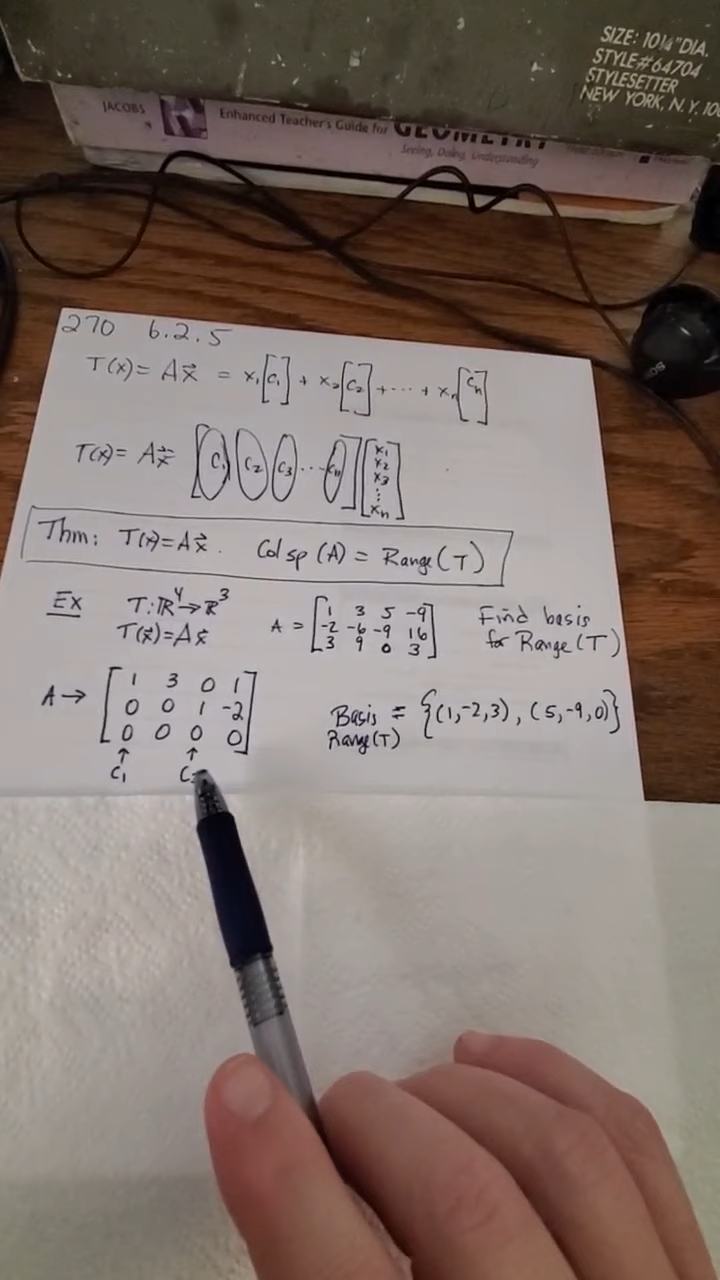 SIZE: 10¼"DIA.
STYLE#64704
STYLESETTER
NEW YORK, N.Y. 10
JACOBS Enhanced Teacher's Guide for GEOMETRY
Seeing, Doing, Understanding
270 6.2.5
T(x) = Ax⃗ = x₁[c₁] + x₂[c₂] + ··· + xₙ[cₙ]
T(x) = Ax⃗ = [c₁ c₂ c₃ ··· cₙ] [x₁ x₂ x₃ ⋮ xₙ]
Thm: T(x) = Ax⃗. Colsp(A) = Range(T)
Ex T: ℝ⁴→ℝ³
T(x⃗) = Ax⃗
A = [1 3 5 -9
-2 -6 -9 16
3 9 0 3]
Find basis
for Range(T)
A → [1 3 0 1
0 0 1 -2
0 0 0 0]
↑ ↑
C₁ C
Basis = {(1,-2,3), (5,-9,0)}
Range(T)